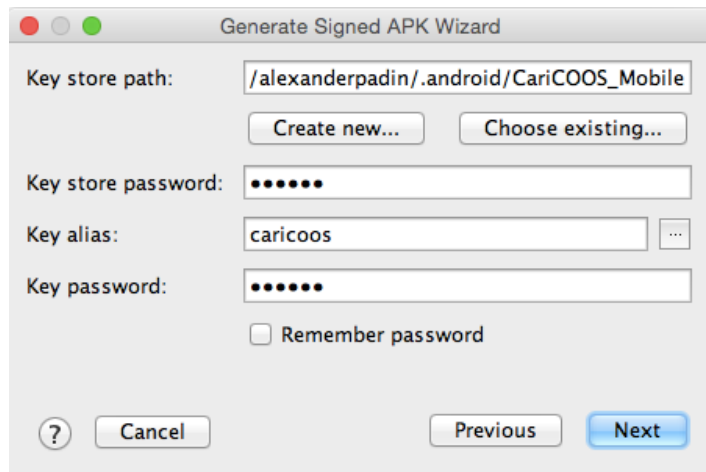 Generate Signed APK Wizard
Key store path: /alexanderpadin/.android/CariCOOS_Mobile
Create new... Choose existing...
Key store password: ••••••
Key alias: caricoos ...
Key password: ••••••
Remember password
? Cancel Previous Next